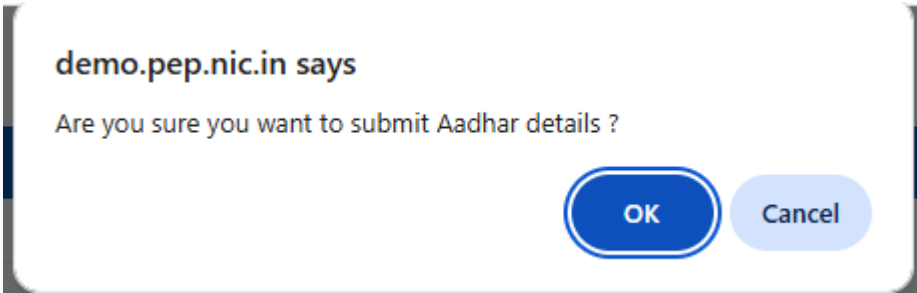 demo.pep.nic.in says
Are you sure you want to submit Aadhar details ?
OK Cancel